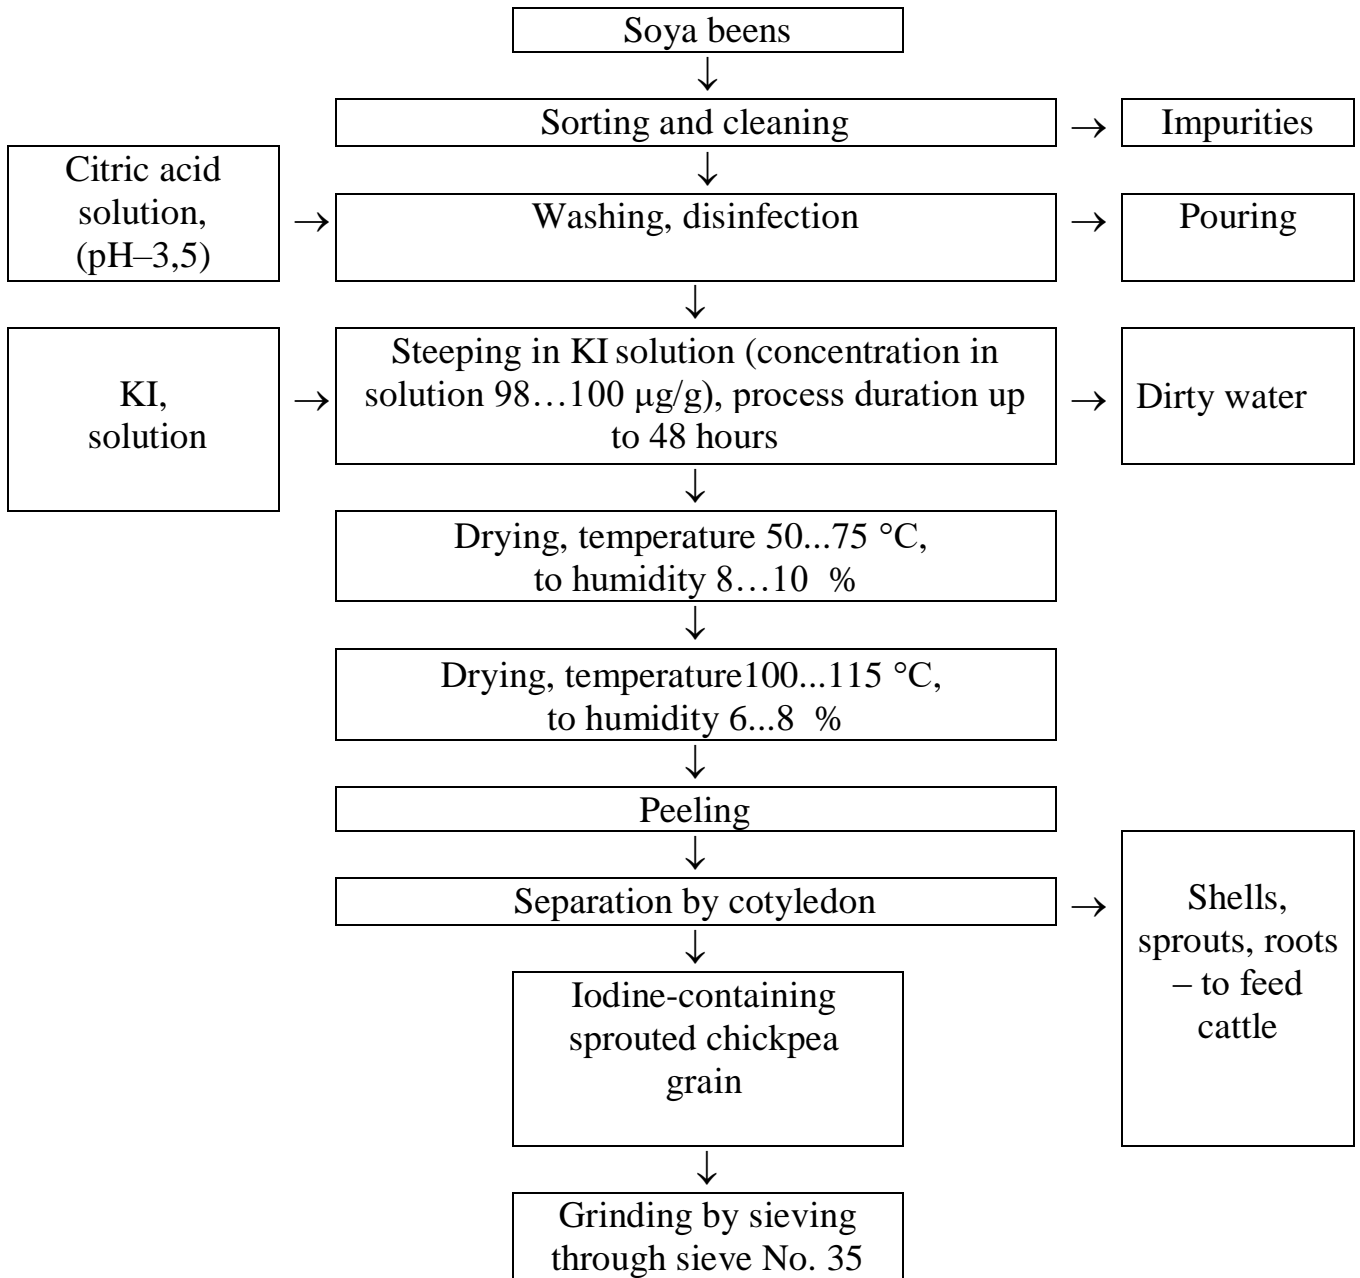 Soya beens
Sorting and cleaning
Impurities
Citric acid
solution,
(pH–3,5)
Washing, disinfection
Pouring
KI,
solution
Steeping in KI solution (concentration in
solution 98…100 μg/g), process duration up
to 48 hours
Dirty water
Drying, temperature 50...75 °C,
to humidity 8…10 %
Drying, temperature100...115 °C,
to humidity 6...8 %
Peeling
Separation by cotyledon
Shells,
sprouts, roots
– to feed
cattle
Iodine-containing
sprouted chickpea
grain
Grinding by sieving
through sieve No. 35